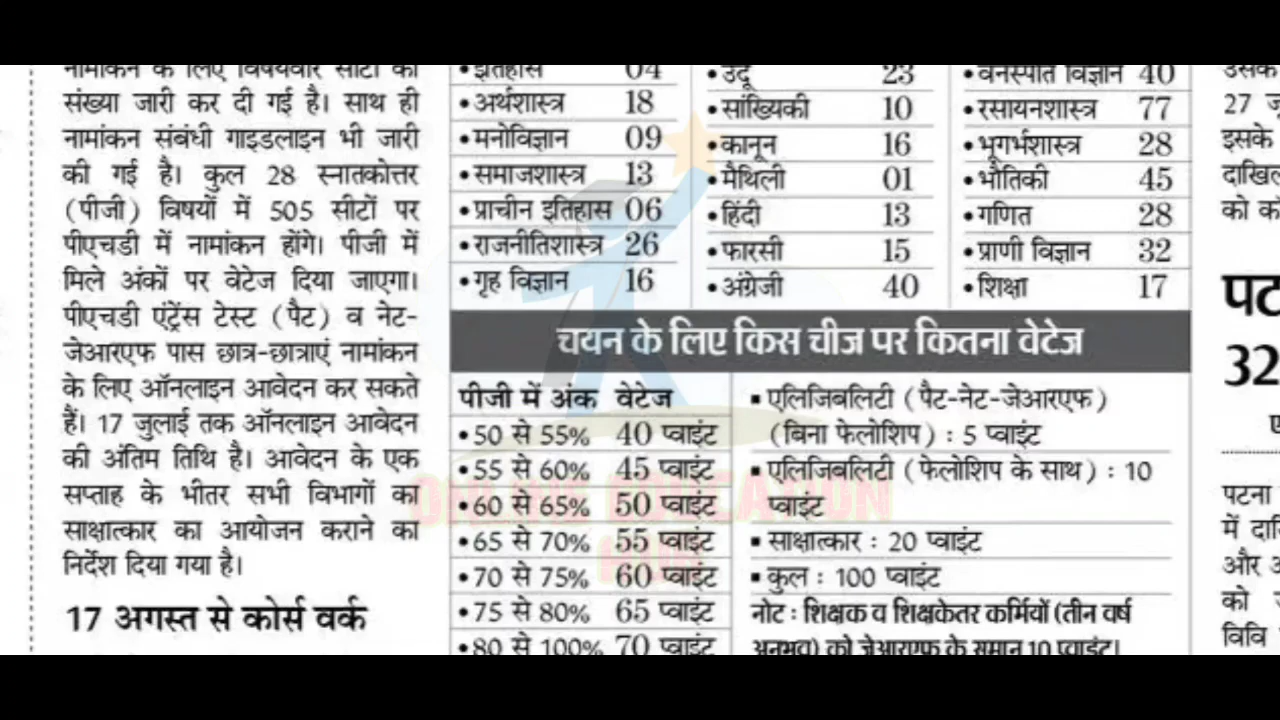 नामांकन के लिए विषयवार सीटों की
संख्या जारी कर दी गई है। साथ ही
नामांकन संबंधी गाइडलाइन भी जारी
की गई है। कुल 28 स्नातकोत्तर
(पीजी) विषयों में 505 सीटों पर
पीएचडी में नामांकन होंगे। पीजी में
मिले अंकों पर वेटेज दिया जाएगा।
पीएचडी एंट्रेंस टेस्ट (पैट) व नेट-
जेआरएफ पास छात्र-छात्राएं नामांकन
के लिए ऑनलाइन आवेदन कर सकते
हैं। 17 जुलाई तक ऑनलाइन आवेदन
की अंतिम तिथि है। आवेदन के एक
सप्ताह के भीतर सभी विभागों का
साक्षात्कार का आयोजन कराने का
निर्देश दिया गया है।
17 अगस्त से कोर्स वर्क
• इतिहास 04
• अर्थशास्त्र 18
• मनोविज्ञान 09
• समाजशास्त्र 13
• प्राचीन इतिहास 06
• राजनीतिशास्त्र 26
• गृह विज्ञान 16
• उर्दू 23
• सांख्यिकी 10
• कानून 16
• मैथिली 01
• हिंदी 13
• फारसी 15
• अंग्रेजी 40
• वनस्पति विज्ञान 40
• रसायनशास्त्र 77
• भूगर्भशास्त्र 28
• भौतिकी 45
• गणित 28
• प्राणी विज्ञान 32
• शिक्षा 17
चयन के लिए किस चीज पर कितना वेटेज
पीजी में अंक वेटेज
• 50 से 55% 40 प्वाइंट
• 55 से 60% 45 प्वाइंट
• 60 से 65% 50 प्वाइंट
• 65 से 70% 55 प्वाइंट
• 70 से 75% 60 प्वाइंट
• 75 से 80% 65 प्वाइंट
• 80 से 100% 70 प्वाइंट
▪ एलिजिबलिटी (पैट-नेट-जेआरएफ)
(बिना फेलोशिप) : 5 प्वाइंट
▪ एलिजिबलिटी (फेलोशिप के साथ) : 10
प्वाइंट
▪ साक्षात्कार : 20 प्वाइंट
▪ कुल : 100 प्वाइंट
नोट : शिक्षक व शिक्षकेतर कर्मियों (तीन वर्ष
अनुभव) को जेआरएफ के समान 10 प्वाइंट।
ONLINE EDUCATION
HUB
उसके
27 जू
इसके
को
पट
32
पटना
में
और
को
विवि